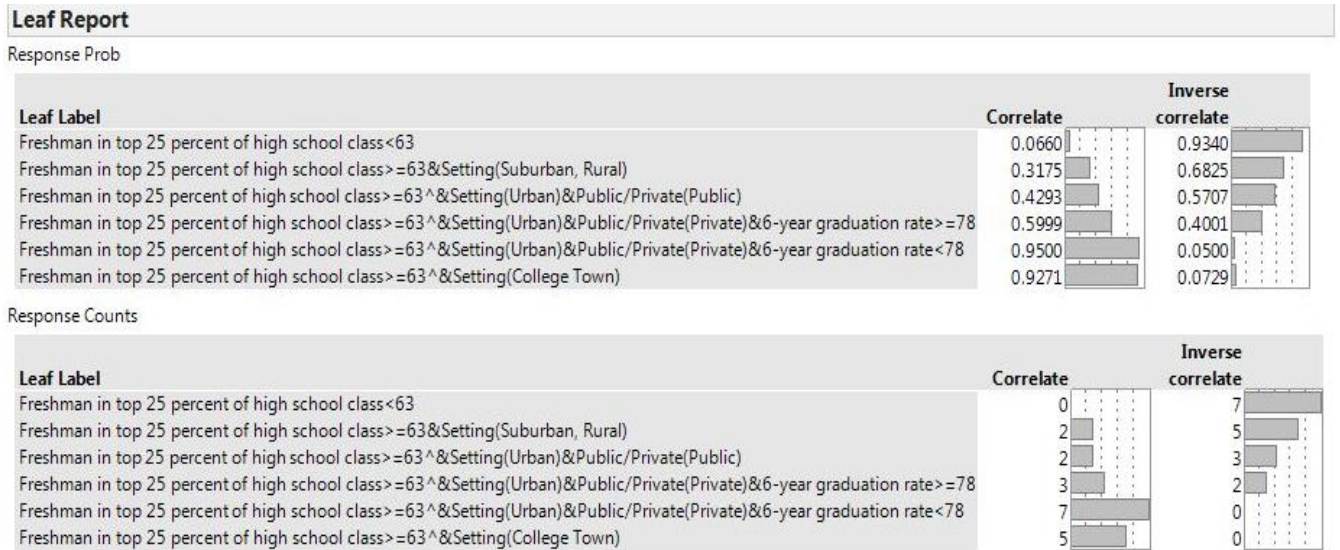 Leaf Report
Response Prob
Inverse
Leaf Label Correlate correlate
Freshman in top 25 percent of high school class<63 0.0660 0.9340
Freshman in top 25 percent of high school class>=63&Setting(Suburban, Rural) 0.3175 0.6825
Freshman in top 25 percent of high school class>=63^&Setting(Urban)&Public/Private(Public) 0.4293 0.5707
Freshman in top 25 percent of high school class>=63^&Setting(Urban)&Public/Private(Private)&6-year graduation rate>=78 0.5999 0.4001
Freshman in top 25 percent of high school class>=63^&Setting(Urban)&Public/Private(Private)&6-year graduation rate<78 0.9500 0.0500
Freshman in top 25 percent of high school class>=63^&Setting(College Town) 0.9271 0.0729
Response Counts
Inverse
Leaf Label Correlate correlate
Freshman in top 25 percent of high school class<63 0 7
Freshman in top 25 percent of high school class>=63&Setting(Suburban, Rural) 2 5
Freshman in top 25 percent of high school class>=63^&Setting(Urban)&Public/Private(Public) 2 3
Freshman in top 25 percent of high school class>=63^&Setting(Urban)&Public/Private(Private)&6-year graduation rate>=78 3 2
Freshman in top 25 percent of high school class>=63^&Setting(Urban)&Public/Private(Private)&6-year graduation rate<78 7 0
Freshman in top 25 percent of high school class>=63^&Setting(College Town) 5 0